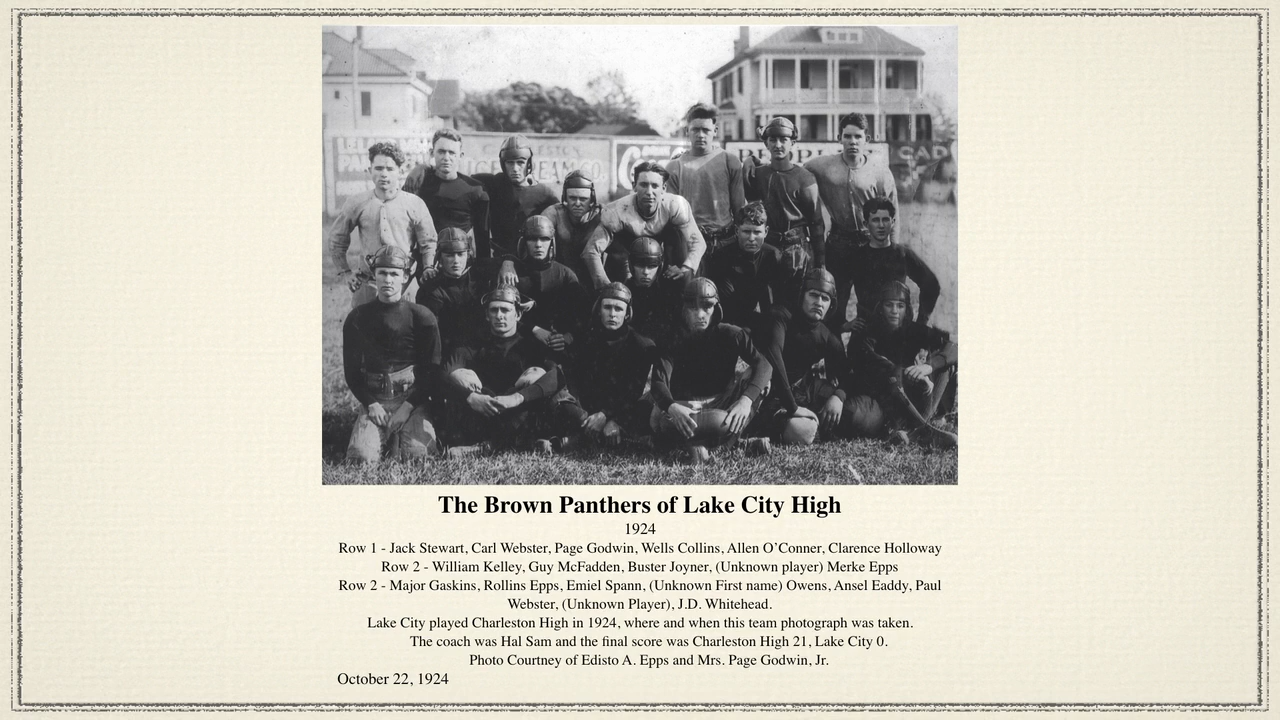 ICE CREAM CO.
PEOPLE
The Brown Panthers of Lake City High
1924
Row 1 - Jack Stewart, Carl Webster, Page Godwin, Wells Collins, Allen O’Conner, Clarence Holloway
Row 2 - William Kelley, Guy McFadden, Buster Joyner, (Unknown player) Merke Epps
Row 2 - Major Gaskins, Rollins Epps, Emiel Spann, (Unknown First name) Owens, Ansel Eaddy, Paul
Webster, (Unknown Player), J.D. Whitehead.
Lake City played Charleston High in 1924, where and when this team photograph was taken.
The coach was Hal Sam and the final score was Charleston High 21, Lake City 0.
Photo Courtney of Edisto A. Epps and Mrs. Page Godwin, Jr.
October 22, 1924